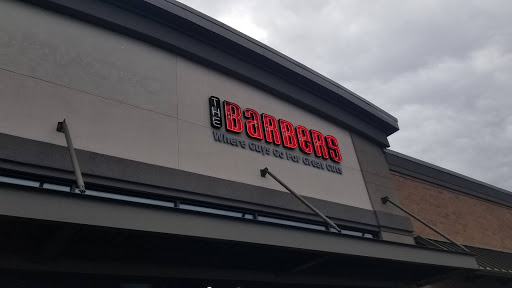 THE
BARBERS
Where Guys Go For Great Cuts